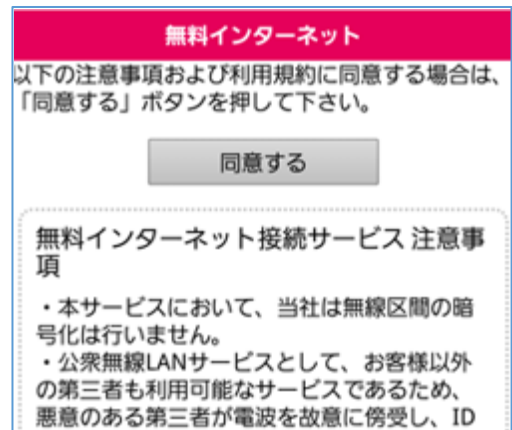 無料インターネット
以下の注意事項および利用規約に同意する場合は、
「同意する」ボタンを押して下さい。
同意する
無料インターネット接続サービス 注意事
項
・本サービスにおいて、当社は無線区間の暗
号化は行いません。
・公衆無線LANサービスとして、お客様以外
の第三者も利用可能なサービスであるため、
悪意のある第三者が電波を故意に傍受し、ID